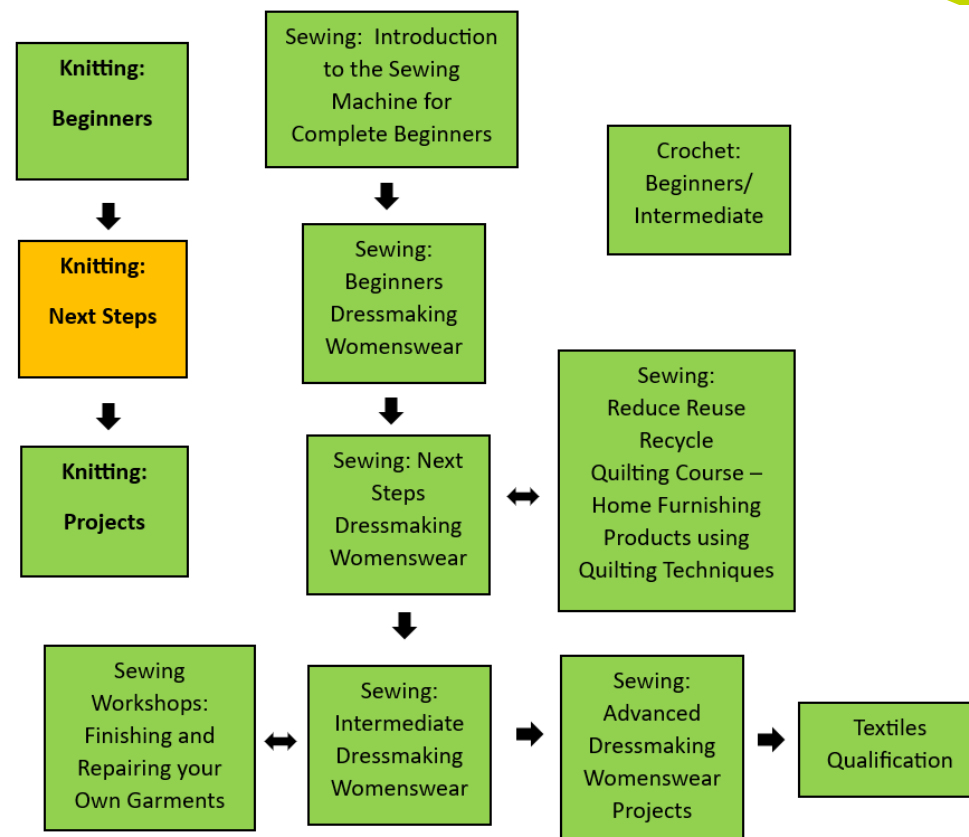 Knitting:
Beginners
Sewing: Introduction
to the Sewing
Machine for
Complete Beginners
Crochet:
Beginners/
Intermediate
Knitting:
Next Steps
Sewing:
Beginners
Dressmaking
Womenswear
Knitting:
Projects
Sewing: Next
Steps
Dressmaking
Womenswear
Sewing:
Reduce Reuse
Recycle
Quilting Course –
Home Furnishing
Products using
Quilting Techniques
Sewing
Workshops:
Finishing and
Repairing your
Own Garments
Sewing:
Intermediate
Dressmaking
Womenswear
Sewing:
Advanced
Dressmaking
Womenswear
Projects
Textiles
Qualification